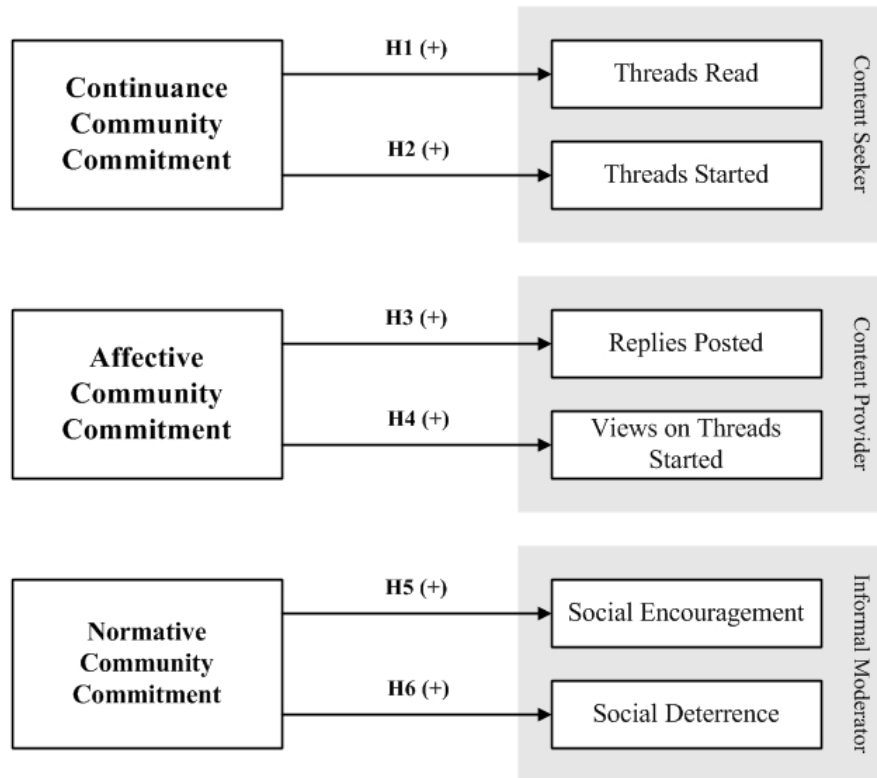 Continuance
Community
Commitment
H1 (+)
H2 (+)
Threads Read
Threads Started
Content Seeker
Affective
Community
Commitment
H3 (+)
H4 (+)
Replies Posted
Views on Threads
Started
Content Provider
Normative
Community
Commitment
H5 (+)
H6 (+)
Social Encouragement
Social Deterrence
Informal Moderator